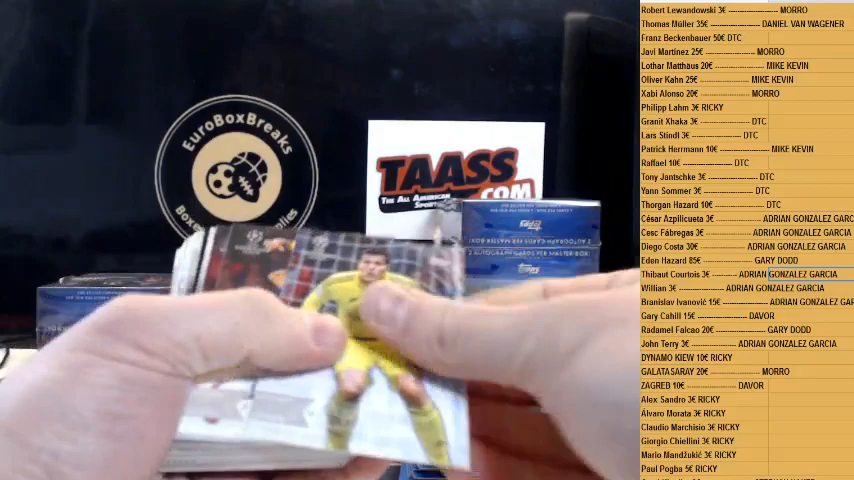 EuroBoxBreaks
TAASS
.COM
THE ALL AMERICAN
Robert Lewandowski 3€ ---------------- MORRO
Thomas Müller 35€ ---------------- DANIEL VAN WAGENER
Franz Beckenbauer 50€ DTC
Javi Martínez 25€ ---------------- MORRO
Lothar Matthäus 20€ ---------------- MIKE KEVIN
Oliver Kahn 25€ ---------------- MIKE KEVIN
Xabi Alonso 20€ ---------------- MORRO
Philipp Lahm 3€ RICKY
Granit Xhaka 3€ ---------------- DTC
Lars Stindl 3€ ---------------- DTC
Patrick Herrmann 10€ ---------------- MIKE KEVIN
Raffael 10€ ---------------- DTC
Tony Jantschke 3€ ---------------- DTC
Yann Sommer 3€ ---------------- DTC
Thorgan Hazard 10€ ---------------- DTC
César Azpilicueta 3€ ---------------- ADRIAN GONZALEZ GARC
Cesc Fábregas 3€ ---------------- ADRIAN GONZALEZ GARCIA
Diego Costa 30€ ---------------- ADRIAN GONZALEZ GARCIA
Eden Hazard 85€ ---------------- GARY DODD
Thibaut Courtois 3€ ---------------- ADRIAN GONZALEZ GARCIA
Willian 3€ ---------------- ADRIAN GONZALEZ GARCIA
Branislav Ivanović 15€ ---------------- ADRIAN GONZALEZ GAR
Gary Cahill 15€ ---------------- DAVOR
Radamel Falcao 20€ ---------------- GARY DODD
John Terry 3€ ---------------- ADRIAN GONZALEZ GARCIA
DYNAMO KIEW 10€ RICKY
GALATASARAY 20€ ---------------- MORRO
ZAGREB 10€ ---------------- DAVOR
Alex Sandro 3€ RICKY
Álvaro Morata 3€ RICKY
Claudio Marchisio 3€ RICKY
Giorgio Chiellini 3€ RICKY
Mario Mandžukić 3€ RICKY
Paul Pogba 5€ RICKY